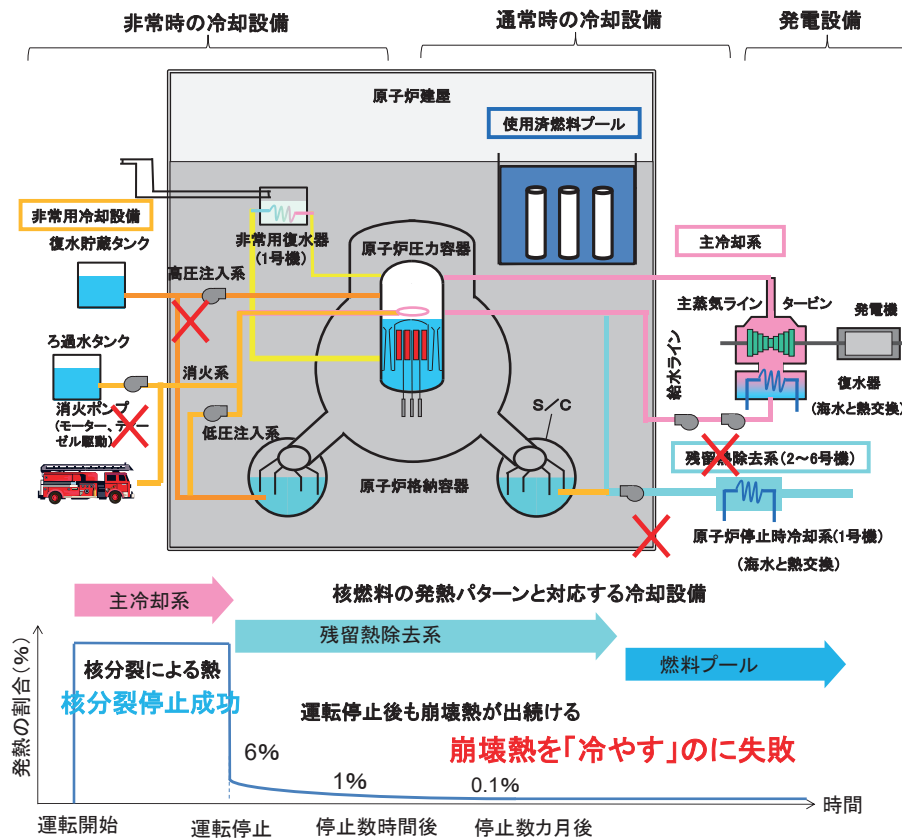 非常時の冷却設備
通常時の冷却設備
発電設備
原子炉建屋
使用済燃料プール
非常用冷却設備
復水貯蔵タンク
非常用復水器
(1号機)
原子炉圧力容器
主冷却系
高圧注入系
主蒸気ライン
タービン
発電機
ろ過水タンク
消火系
給水ライン
復水器
(海水と熱交換)
消火ポンプ
(モーター、ディーゼル駆動)
低圧注入系
S/C
残留熱除去系(2～6号機)
原子炉格納容器
原子炉停止時冷却系(1号機)
(海水と熱交換)
核燃料の発熱パターンと対応する冷却設備
主冷却系
残留熱除去系
燃料プール
発熱の割合(%)
核分裂による熱
核分裂停止成功
運転停止後も崩壊熱が出続ける
崩壊熱を「冷やす」のに失敗
6%
1%
0.1%
時間
運転開始
運転停止
停止数時間後
停止数カ月後